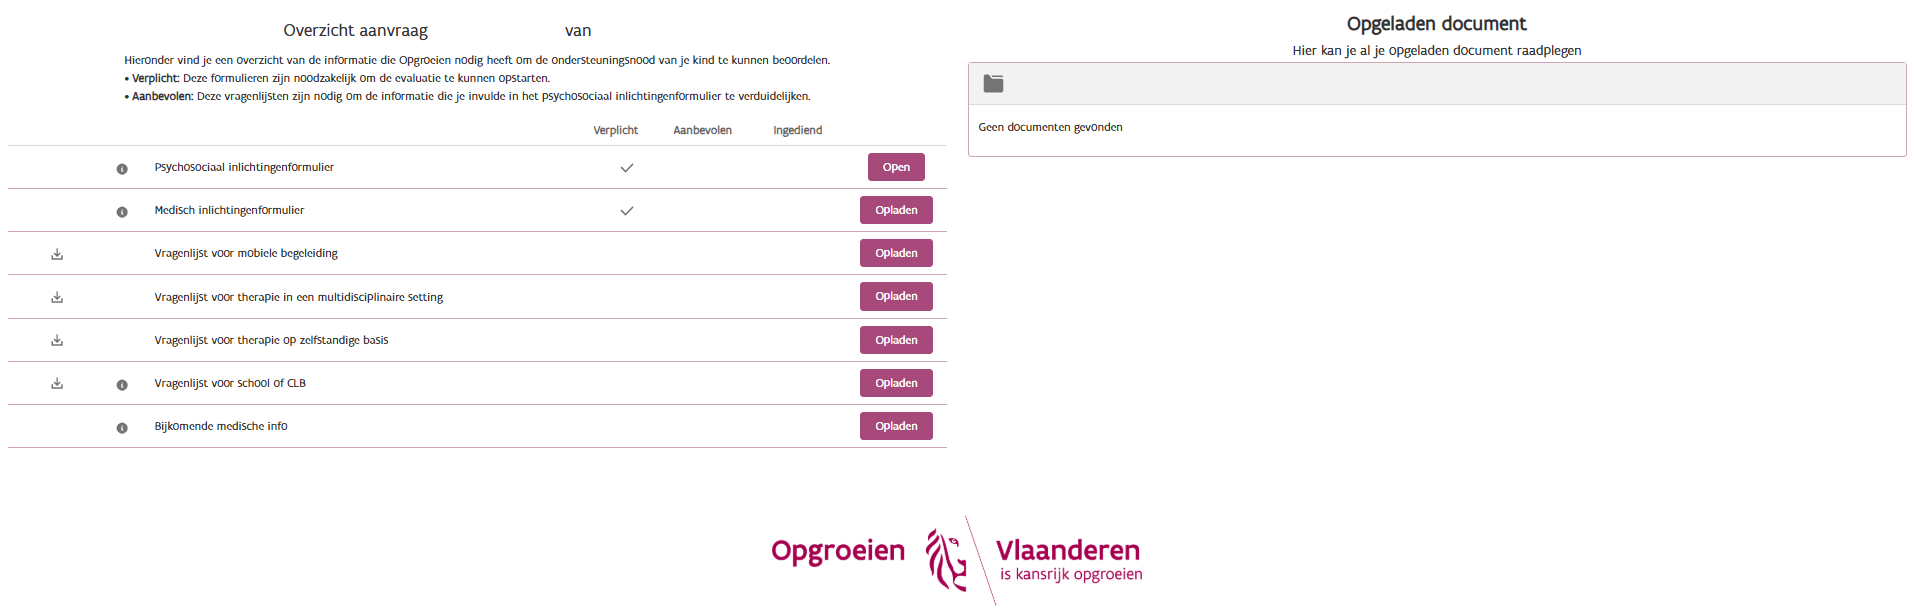 Overzicht aanvraag van
Hieronder vind je een overzicht van de informatie die Opgroeien nodig heeft om de ondersteuningsnood van je kind te kunnen beoordelen.
• Verplicht: Deze formulieren zijn noodzakelijk om de evaluatie te kunnen opstarten.
• Aanbevolen: Deze vragenlijsten zijn nodig om de informatie die je invulde in het psychosociaal inlichtingenformulier te verduidelijken.
Verplicht Aanbevolen Ingediend
Psychosociaal inlichtingenformulier Open
Medisch inlichtingenformulier Opladen
Vragenlijst voor mobiele begeleiding Opladen
Vragenlijst voor therapie in een multidisciplinaire setting Opladen
Vragenlijst voor therapie op zelfstandige basis Opladen
Vragenlijst voor school of CLB Opladen
Bijkomende medische info Opladen
Opgeladen document
Hier kan je al je opgeladen document raadplegen
Geen documenten gevonden
Opgroeien
Vlaanderen
is kansrijk opgroeien